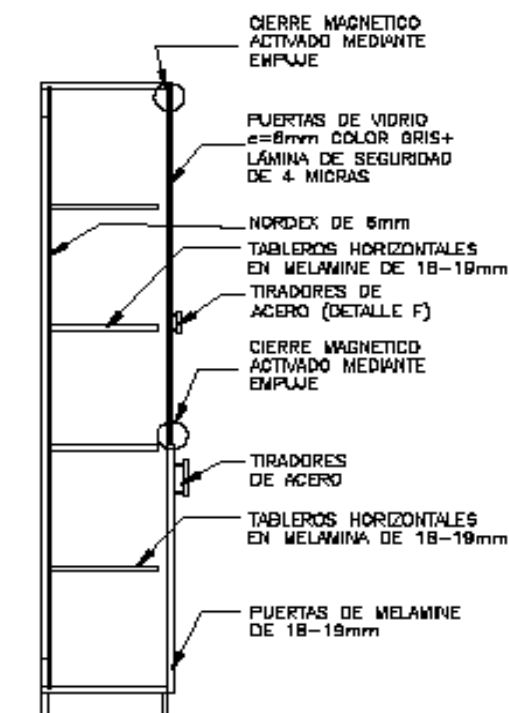 CIERRE MAGNETICO
ACTIVADO MEDIANTE
EMPUJE
PUERTAS DE VIDRIO
e=6mm COLOR GRIS+
LÁMINA DE SEGURIDAD
DE 4 MICRAS
NORDEX DE 6mm
TABLEROS HORIZONTALES
EN MELAMINE DE 18-19mm
TIRADORES DE
ACERO (DETALLE F)
CIERRE MAGNETICO
ACTIVADO MEDIANTE
EMPUJE
TIRADORES
DE ACERO
TABLEROS HORIZONTALES
EN MELAMINA DE 18-19mm
PUERTAS DE MELAMINE
DE 18-19mm